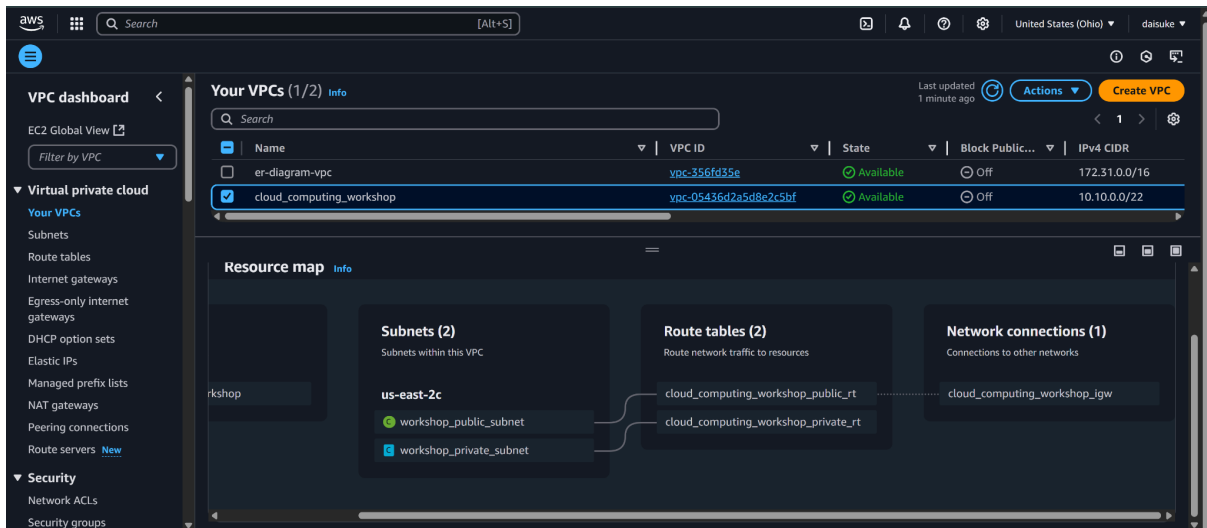 aws
Search [Alt+S]
United States (Ohio) daisuke
VPC dashboard
EC2 Global View
Filter by VPC
Virtual private cloud
Your VPCs
Subnets
Route tables
Internet gateways
Egress-only internet
gateways
DHCP option sets
Elastic IPs
Managed prefix lists
NAT gateways
Peering connections
Route servers New
Security
Network ACLs
Security groups
Your VPCs (1/2) Info
Last updated
1 minute ago
Actions
Create VPC
Search
1
Name VPC ID State Block Public... IPv4 CIDR
er-diagram-vpc vpc-356fd35e Available Off 172.31.0.0/16
cloud_computing_workshop vpc-05436d2a5d8e2c5bf Available Off 10.10.0.0/22
Resource map Info
rkshop
Subnets (2)
Subnets within this VPC
us-east-2c
C workshop_public_subnet
C workshop_private_subnet
Route tables (2)
Route network traffic to resources
cloud_computing_workshop_public_rt
cloud_computing_workshop_private_rt
Network connections (1)
Connections to other networks
cloud_computing_workshop_igw